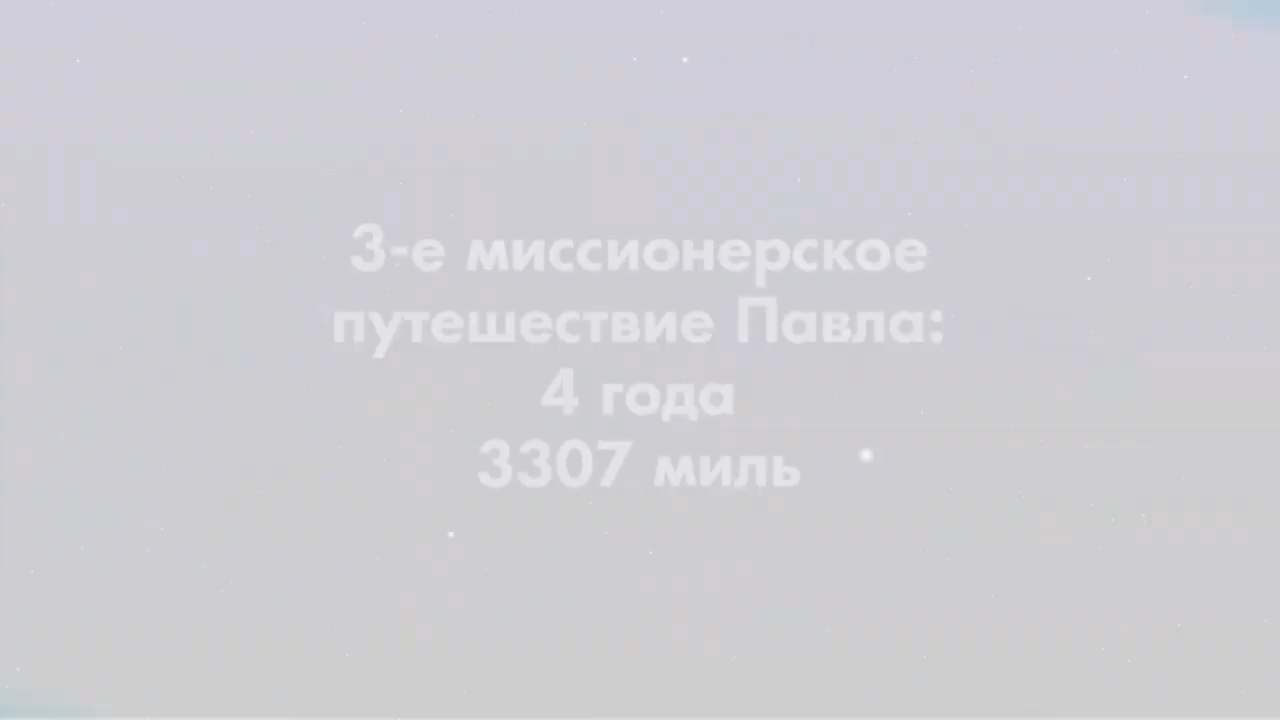 3-е миссионерское
путешествие Павла:
4 года
3307 миль